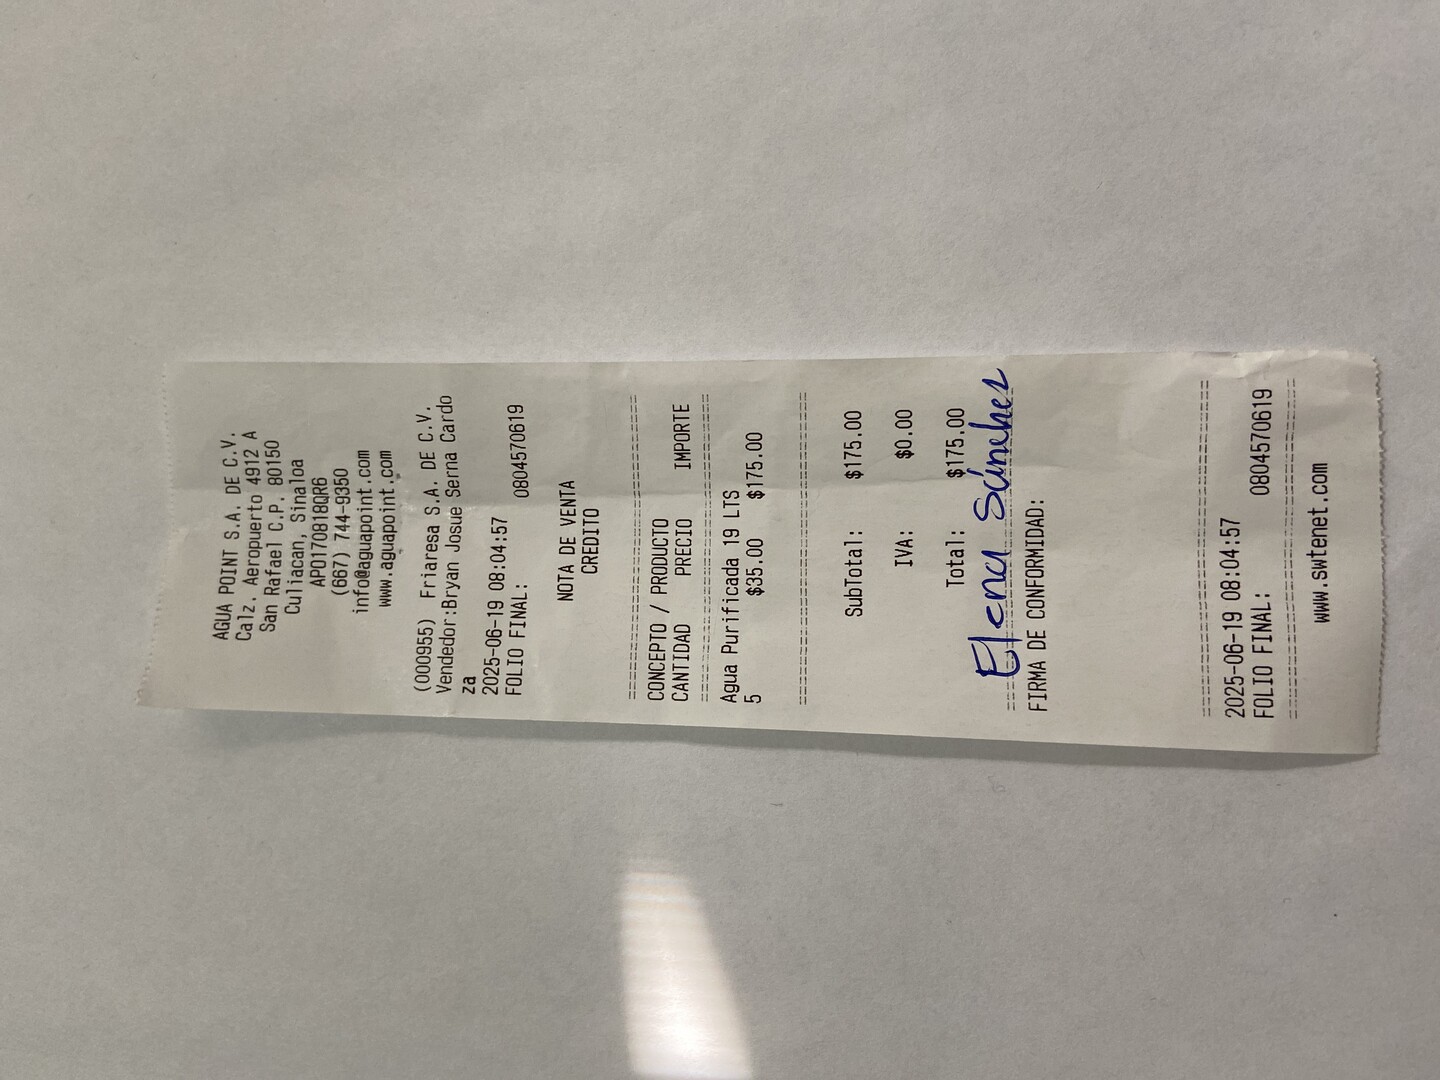 AGUA POINT S.A. DE C.V.
Calz. Aeropuerto 4912 A
San Rafael C.P. 80150
Culiacan, Sinaloa
APO170818QR6
(667) 744-9350
info@aguapoint.com
www.aguapoint.com
(000955) Friaresa S.A. DE C.V.
Vendedor:Bryan Josue Serna Cardo
za
2025-06-19 08:04:57
FOLIO FINAL: 0804570619
NOTA DE VENTA
CREDITO
CONCEPTO / PRODUCTO
CANTIDAD PRECIO IMPORTE
Agua Purificada 19 LTS
5 $35.00 $175.00
SubTotal: $175.00
IVA: $0.00
Total: $175.00
Elena Sánchez
FIRMA DE CONFORMIDAD:
2025-06-19 08:04:57
FOLIO FINAL: 0804570619
www.swtenet.com